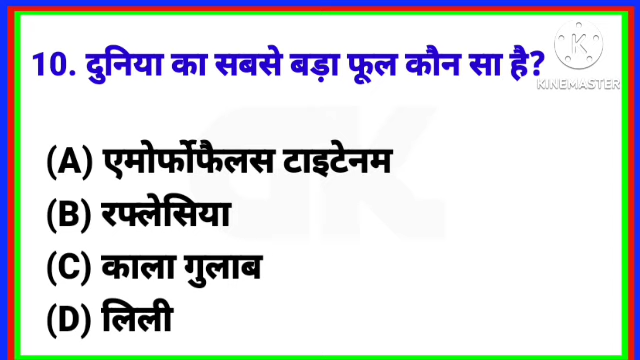 10. दुनिया का सबसे बड़ा फूल कौन सा है?
KINEMASTER
(A) एमोर्फोफैलस टाइटेनम
(B) रफ्लेसिया
(C) काला गुलाब
(D) लिली